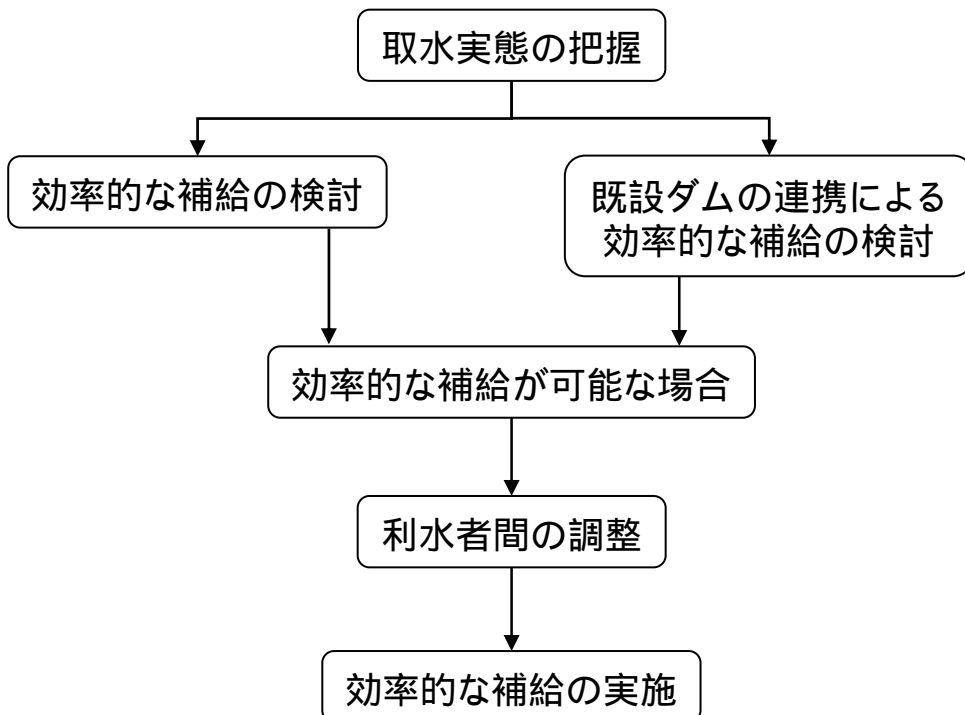 取水実態の把握
効率的な補給の検討
既設ダムの連携による
効率的な補給の検討
効率的な補給が可能な場合
利水者間の調整
効率的な補給の実施